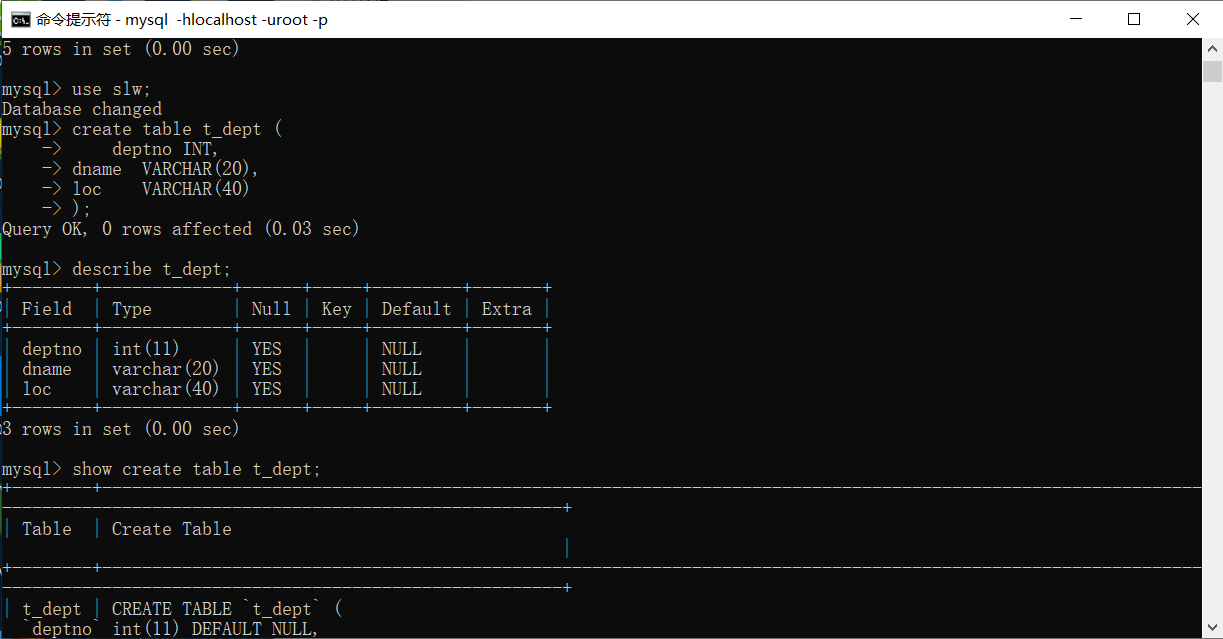 命令提示符 - mysql  -hlocalhost -uroot -p
5 rows in set (0.00 sec)
mysql> use slw;
Database changed
mysql> create table t_dept (
    ->     deptno INT,
    -> dname  VARCHAR(20),
    -> loc    VARCHAR(40)
    -> );
Query OK, 0 rows affected (0.03 sec)
mysql> describe t_dept;
+--------+-------------+------+-----+---------+-------+
| Field  | Type        | Null | Key | Default | Extra |
+--------+-------------+------+-----+---------+-------+
| deptno | int(11)     | YES  |     | NULL    |       |
| dname  | varchar(20) | YES  |     | NULL    |       |
| loc    | varchar(40) | YES  |     | NULL    |       |
+--------+-------------+------+-----+---------+-------+
3 rows in set (0.00 sec)
mysql> show create table t_dept;
| Table  | Create Table
|
| t_dept | CREATE TABLE `t_dept` (
  `deptno` int(11) DEFAULT NULL,